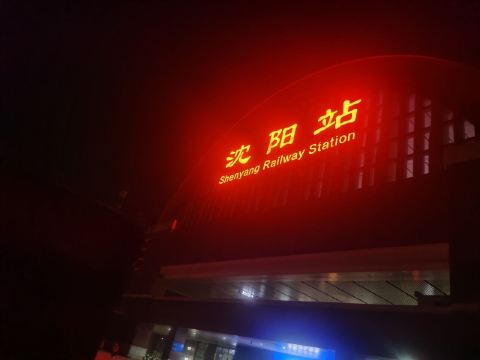 沈阳站
Shenyang Railway Station